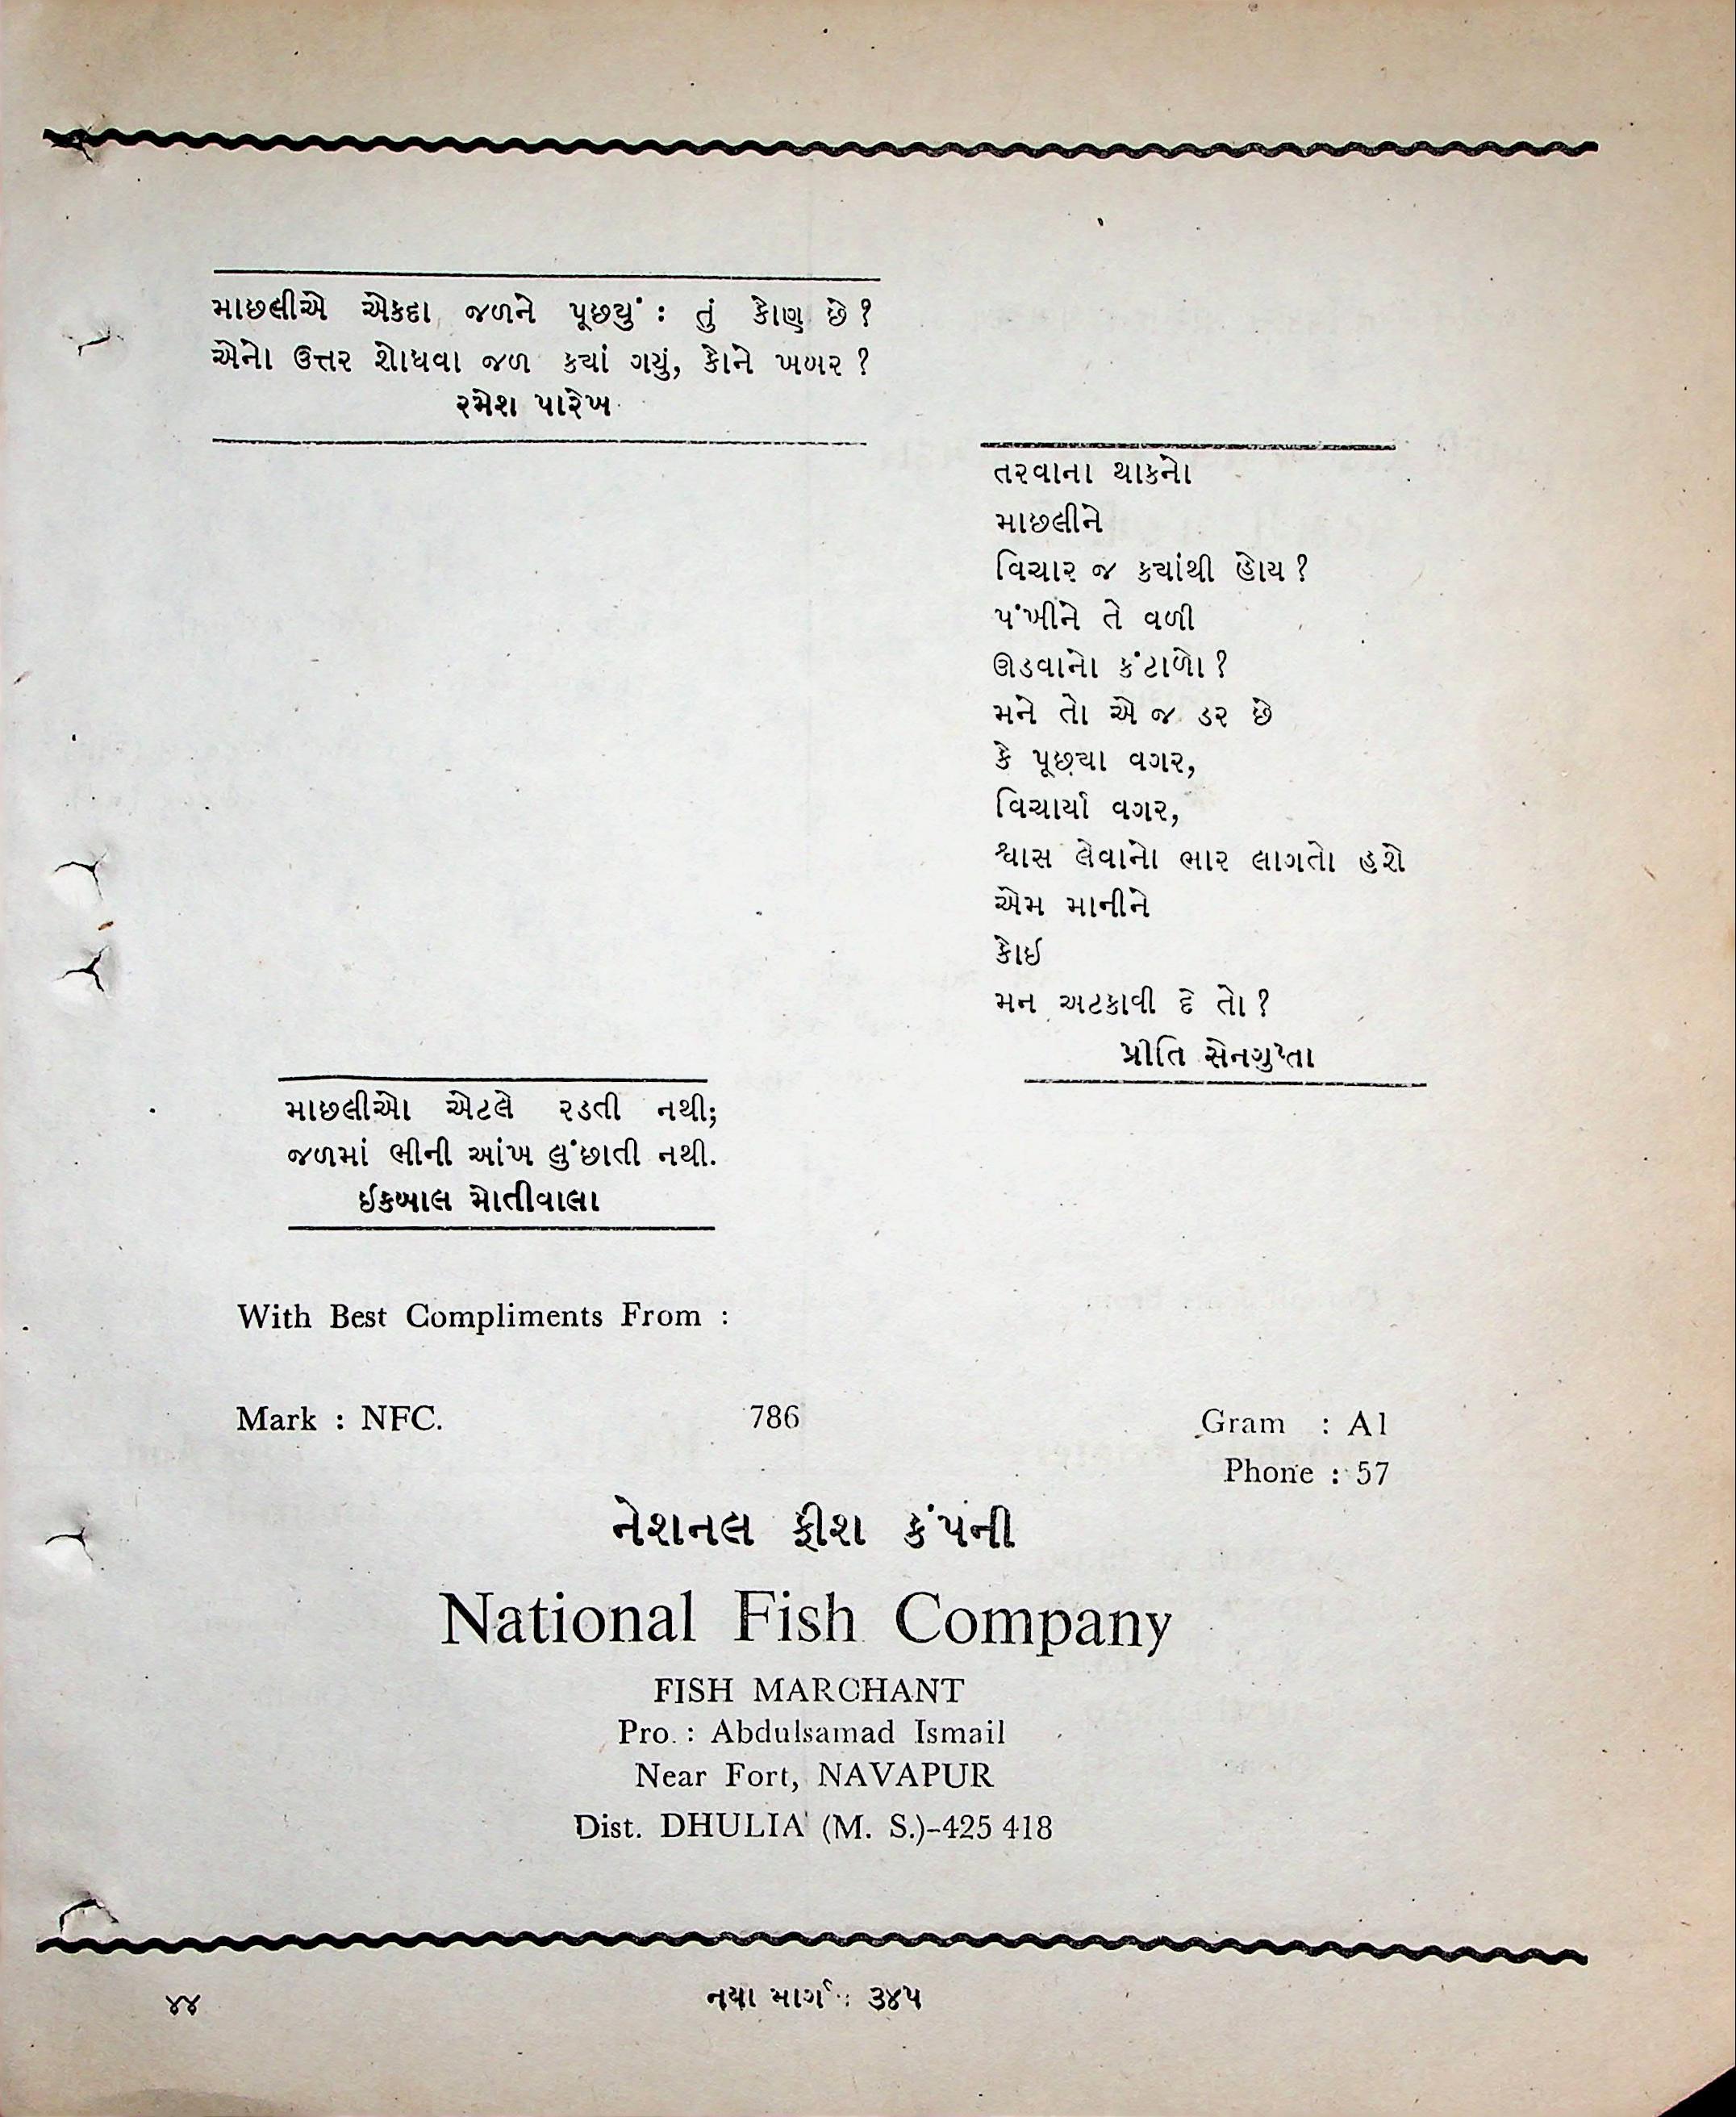 માછલીએ એકદા જળને પૂછ્યું : તું કોણ છે ?
એનો ઉત્તર શોધવા જળ કયાં ગયું, કોને ખબર ?
રમેશ પારેખ
તરવાના થાકનો
માછલીને
વિચાર જ કયાંથી હોય ?
પંખીને તે વળી
ઊડવાનો કંટાળો ?
મને તો એ જ ડર છે
કે પૂછ્યા વગર,
વિચાર્યા વગર,
શ્વાસ લેવાનો ભાર લાગતો હશે
એમ માનીને
કોઈ
મન અટકાવી દે તો ?
પ્રીતિ સેનગુપ્તા
માછલીઓ એટલે રડતી નથી;
જળમાં ભીની આંખ લુંછાતી નથી.
ઈકબાલ મોતીવાલા
With Best Compliments From :
Mark : NFC. 786 Gram : A1
Phone : 57
નેશનલ ફીશ કંપની
National Fish Company
FISH MARCHANT
Pro. : Abdulsamad Ismail
Near Fort, NAVAPUR
Dist. DHULIA (M. S.)-425 418
૪૪ નયા માર્ગ : ૩૪૫